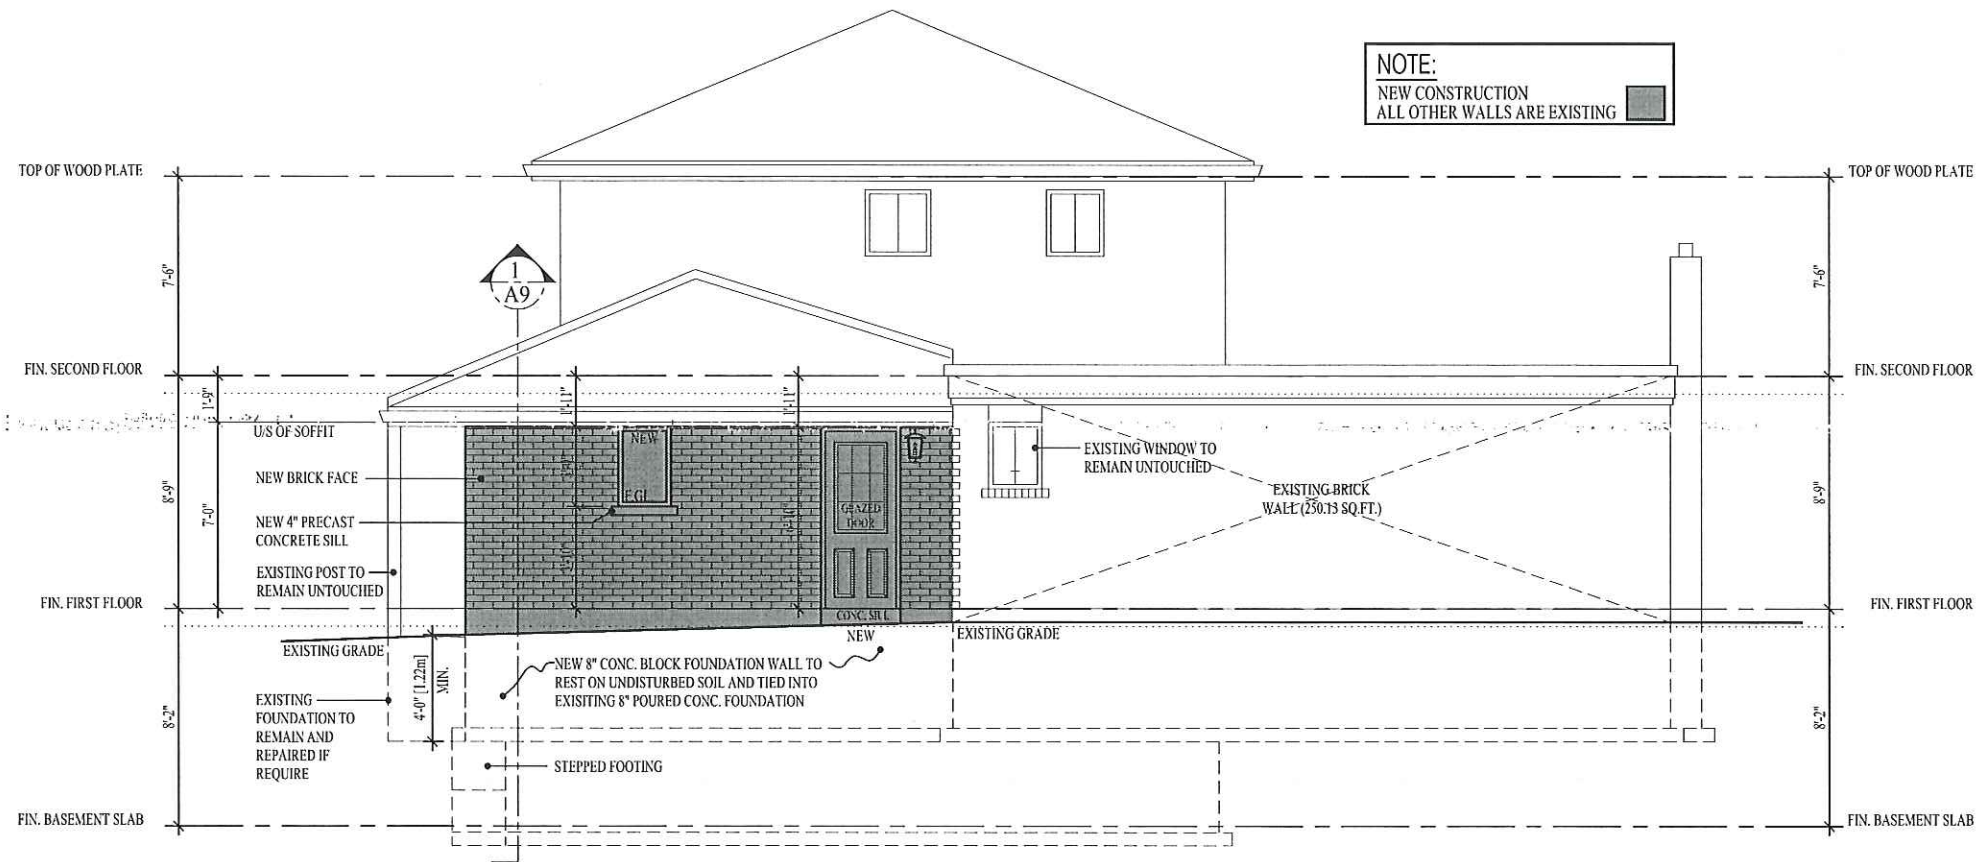 NOTE:
NEW CONSTRUCTION
ALL OTHER WALLS ARE EXISTING
TOP OF WOOD PLATE
TOP OF WOOD PLATE
7'-6"
1
A9
7'-6"
FIN. SECOND FLOOR
FIN. SECOND FLOOR
1'-9"
1'-11"
1'-11"
U/S OF SOFFIT
NEW
EXISTING WINDOW TO
REMAIN UNTOUCHED
NEW BRICK FACE
8'-9"
7'-0"
F.GL.
GLAZED
DOOR
EXISTING BRICK
WALL (250.13 SQ.FT.)
8'-9"
NEW 4" PRECAST
CONCRETE SILL
6'-10"
EXISTING POST TO
REMAIN UNTOUCHED
FIN. FIRST FLOOR
FIN. FIRST FLOOR
CONC. SILL
NEW
EXISTING GRADE
EXISTING GRADE
4'-0" [1.22m]
MIN.
NEW 8" CONC. BLOCK FOUNDATION WALL TO
REST ON UNDISTURBED SOIL AND TIED INTO
EXISITING 8" POURED CONC. FOUNDATION
EXISTING
FOUNDATION TO
REMAIN AND
REPAIRED IF
REQUIRE
8'-2"
8'-2"
STEPPED FOOTING
FIN. BASEMENT SLAB
FIN. BASEMENT SLAB